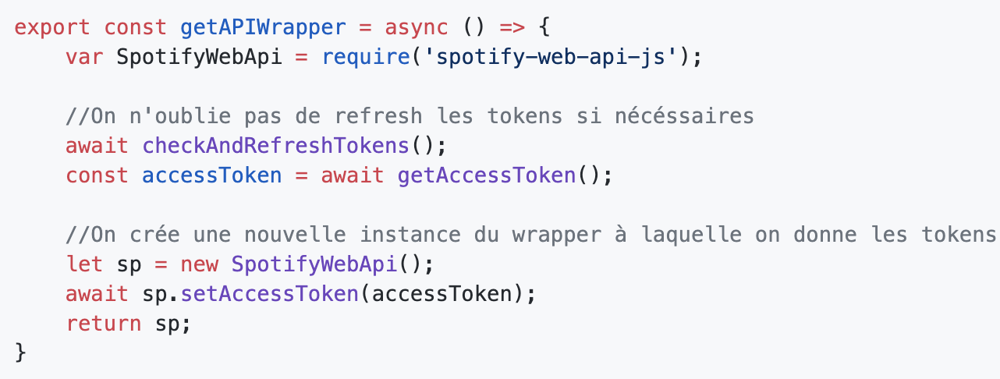 export const getAPIWrapper = async () => {
    var SpotifyWebApi = require('spotify-web-api-js');
    //On n'oublie pas de refresh les tokens si nécéssaires
    await checkAndRefreshTokens();
    const accessToken = await getAccessToken();
    //On crée une nouvelle instance du wrapper à laquelle on donne les tokens
    let sp = new SpotifyWebApi();
    await sp.setAccessToken(accessToken);
    return sp;
}